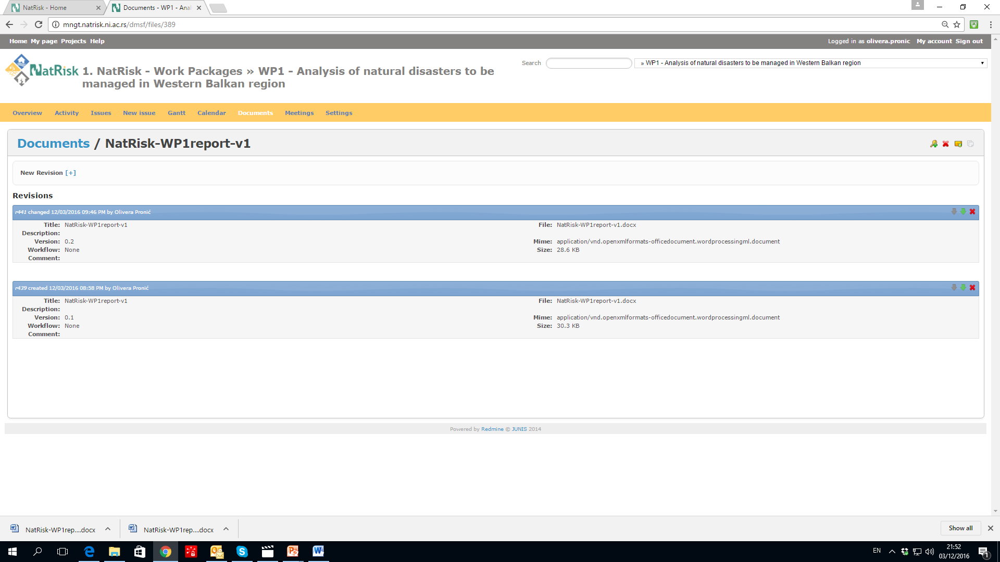 NatRisk - Home
Documents - WP1 - Anal
mngt.natrisk.ni.ac.rs/dmsf/files/389
Home My page Projects Help
Logged in as olivera.pronic My account Sign out
NatRisk
1. NatRisk - Work Packages » WP1 - Analysis of natural disasters to be
managed in Western Balkan region
Search
» WP1 - Analysis of natural disasters to be managed in Western Balkan region
Overview Activity Issues New issue Gantt Calendar Documents Meetings Settings
Documents / NatRisk-WP1report-v1
New Revision [+]
Revisions
r441 changed 12/03/2016 09:46 PM by Olivera Pronić
Title: NatRisk-WP1report-v1 File: NatRisk-WP1report-v1.docx
Description:
Version: 0.2 Mime: application/vnd.openxmlformats-officedocument.wordprocessingml.document
Workflow: None Size: 28.6 KB
Comment:
r439 created 12/03/2016 08:58 PM by Olivera Pronić
Title: NatRisk-WP1report-v1 File: NatRisk-WP1report-v1.docx
Description:
Version: 0.1 Mime: application/vnd.openxmlformats-officedocument.wordprocessingml.document
Workflow: None Size: 30.3 KB
Comment:
Powered by Redmine © JUNIS 2014
NatRisk-WP1rep....docx
NatRisk-WP1rep....docx
Show all
EN
21:52
03/12/2016
1